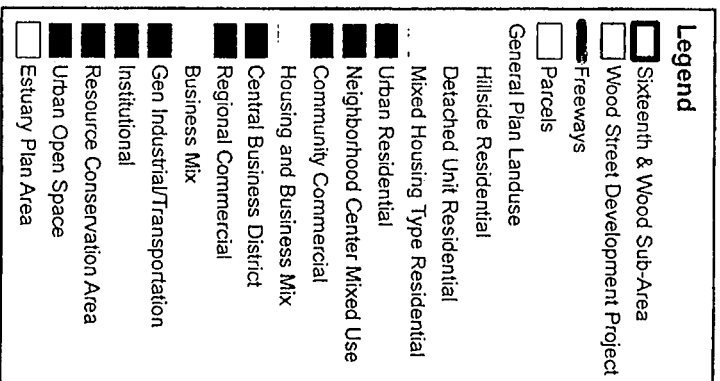 Legend
Sixteenth & Wood Sub-Area
Wood Street Development Project
Freeways
Parcels
General Plan Landuse
Hillside Residential
Detached Unit Residential
Mixed Housing Type Residential
Urban Residential
Neighborhood Center Mixed Use
Community Commercial
Housing and Business Mix
Central Business District
Regional Commercial
Business Mix
Gen Industrial/Transportation
Institutional
Resource Conservation Area
Urban Open Space
Estuary Plan Area